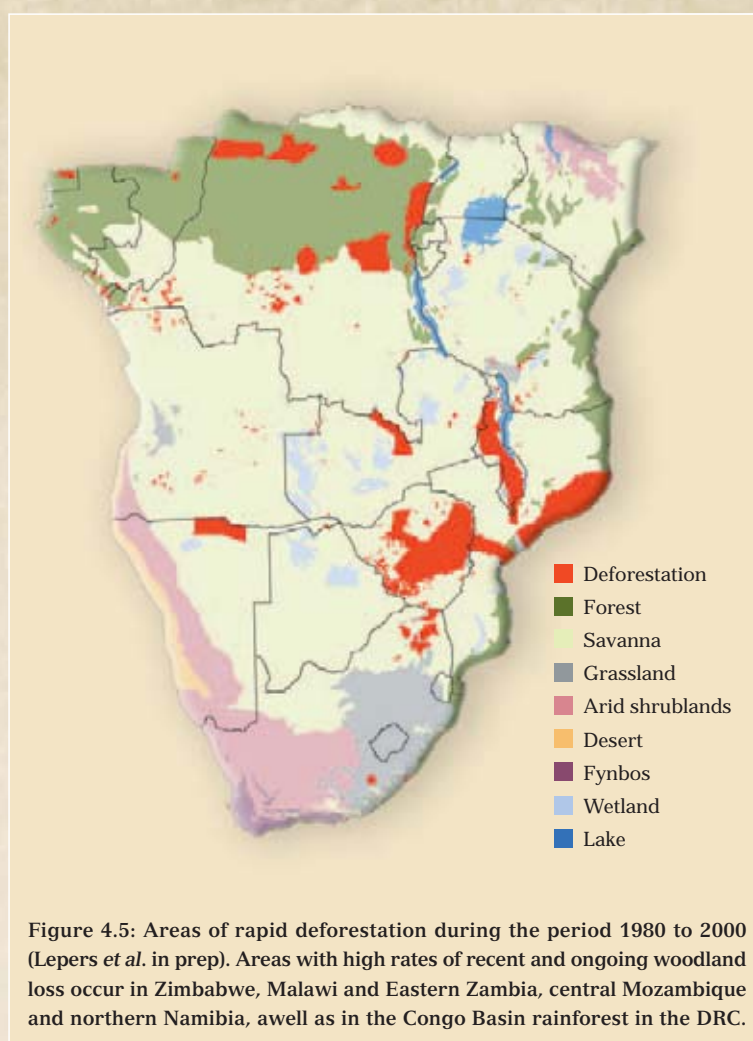 Deforestation
Forest
Savanna
Grassland
Arid shrublands
Desert
Fynbos
Wetland
Lake
Figure 4.5: Areas of rapid deforestation during the period 1980 to 2000
(Lepers et al. in prep). Areas with high rates of recent and ongoing woodland
loss occur in Zimbabwe, Malawi and Eastern Zambia, central Mozambique
and northern Namibia, awell as in the Congo Basin rainforest in the DRC.